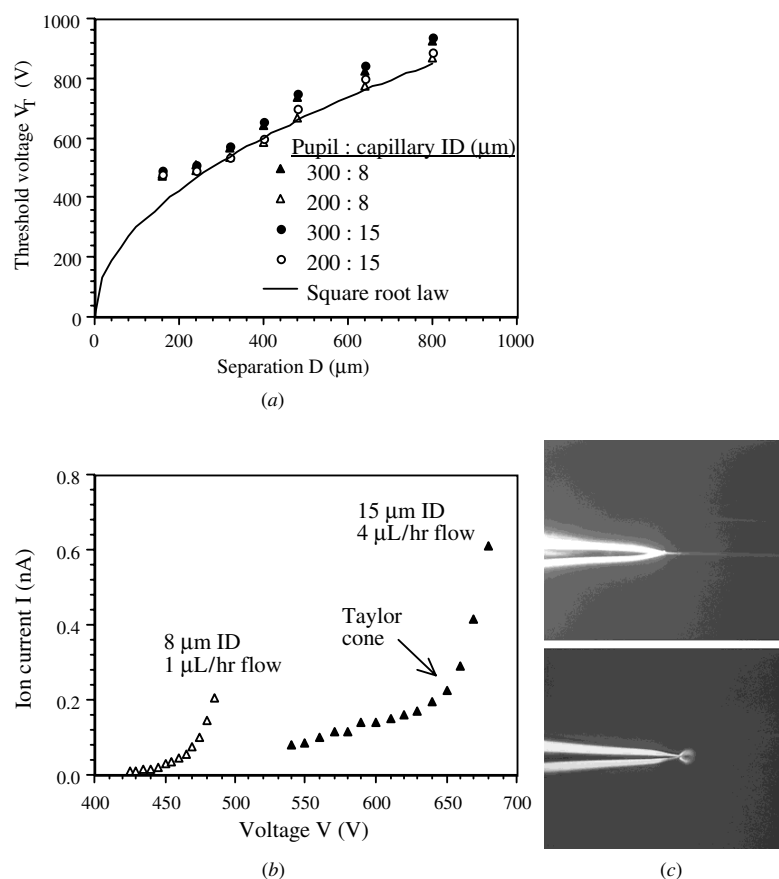 1000
800
600
400
200
0
Threshold voltage V_T (V)
Pupil : capillary ID (μm)
300 : 8
200 : 8
300 : 15
200 : 15
Square root law
0 200 400 600 800 1000
Separation D (μm)
(a)
0.8
0.6
0.4
0.2
0.0
Ion current I (nA)
15 μm ID
4 μL/hr flow
Taylor
cone
8 μm ID
1 μL/hr flow
400 450 500 550 600 650 700
Voltage V (V)
(b)
(c)